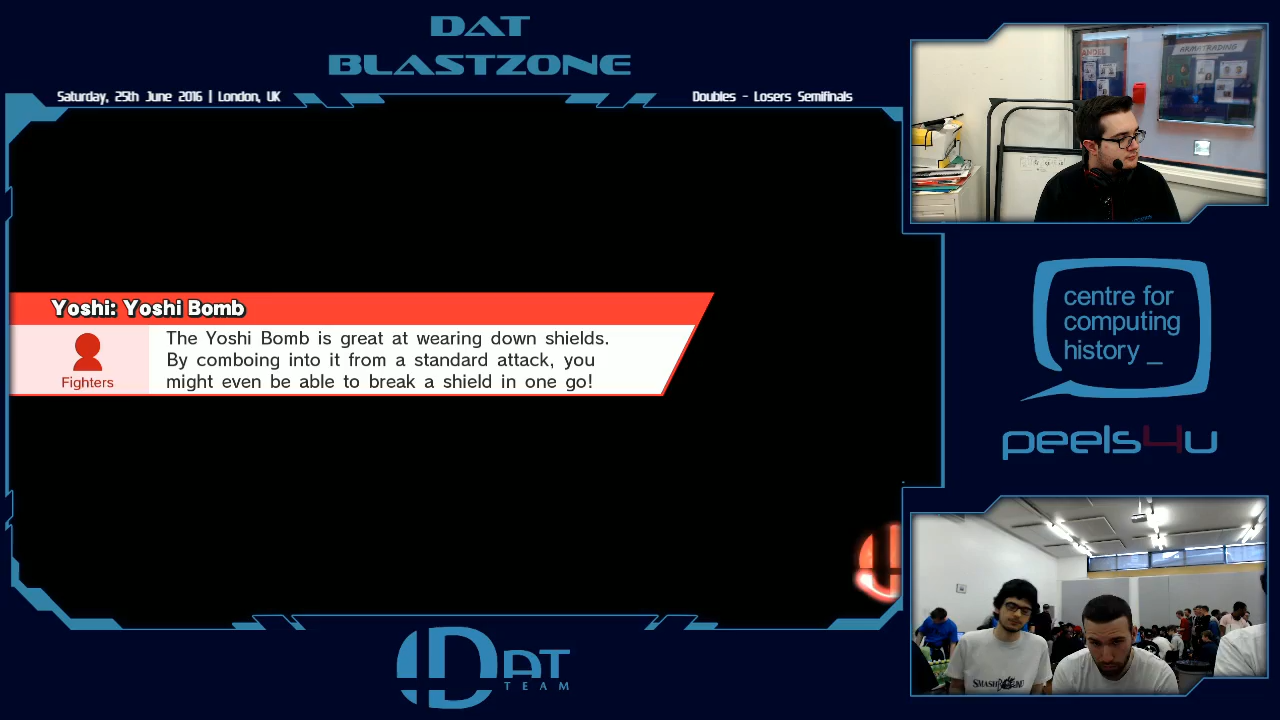 DAT
BLASTZONE
Saturday, 25th June 2016 | London, UK
Doubles - Losers Semifinals
Yoshi: Yoshi Bomb
Fighters
The Yoshi Bomb is great at wearing down shields.
By comboing into it from a standard attack, you
might even be able to break a shield in one go!
ARMATRADING
centre for
computing
history _
peels4u
DAT
TEAM